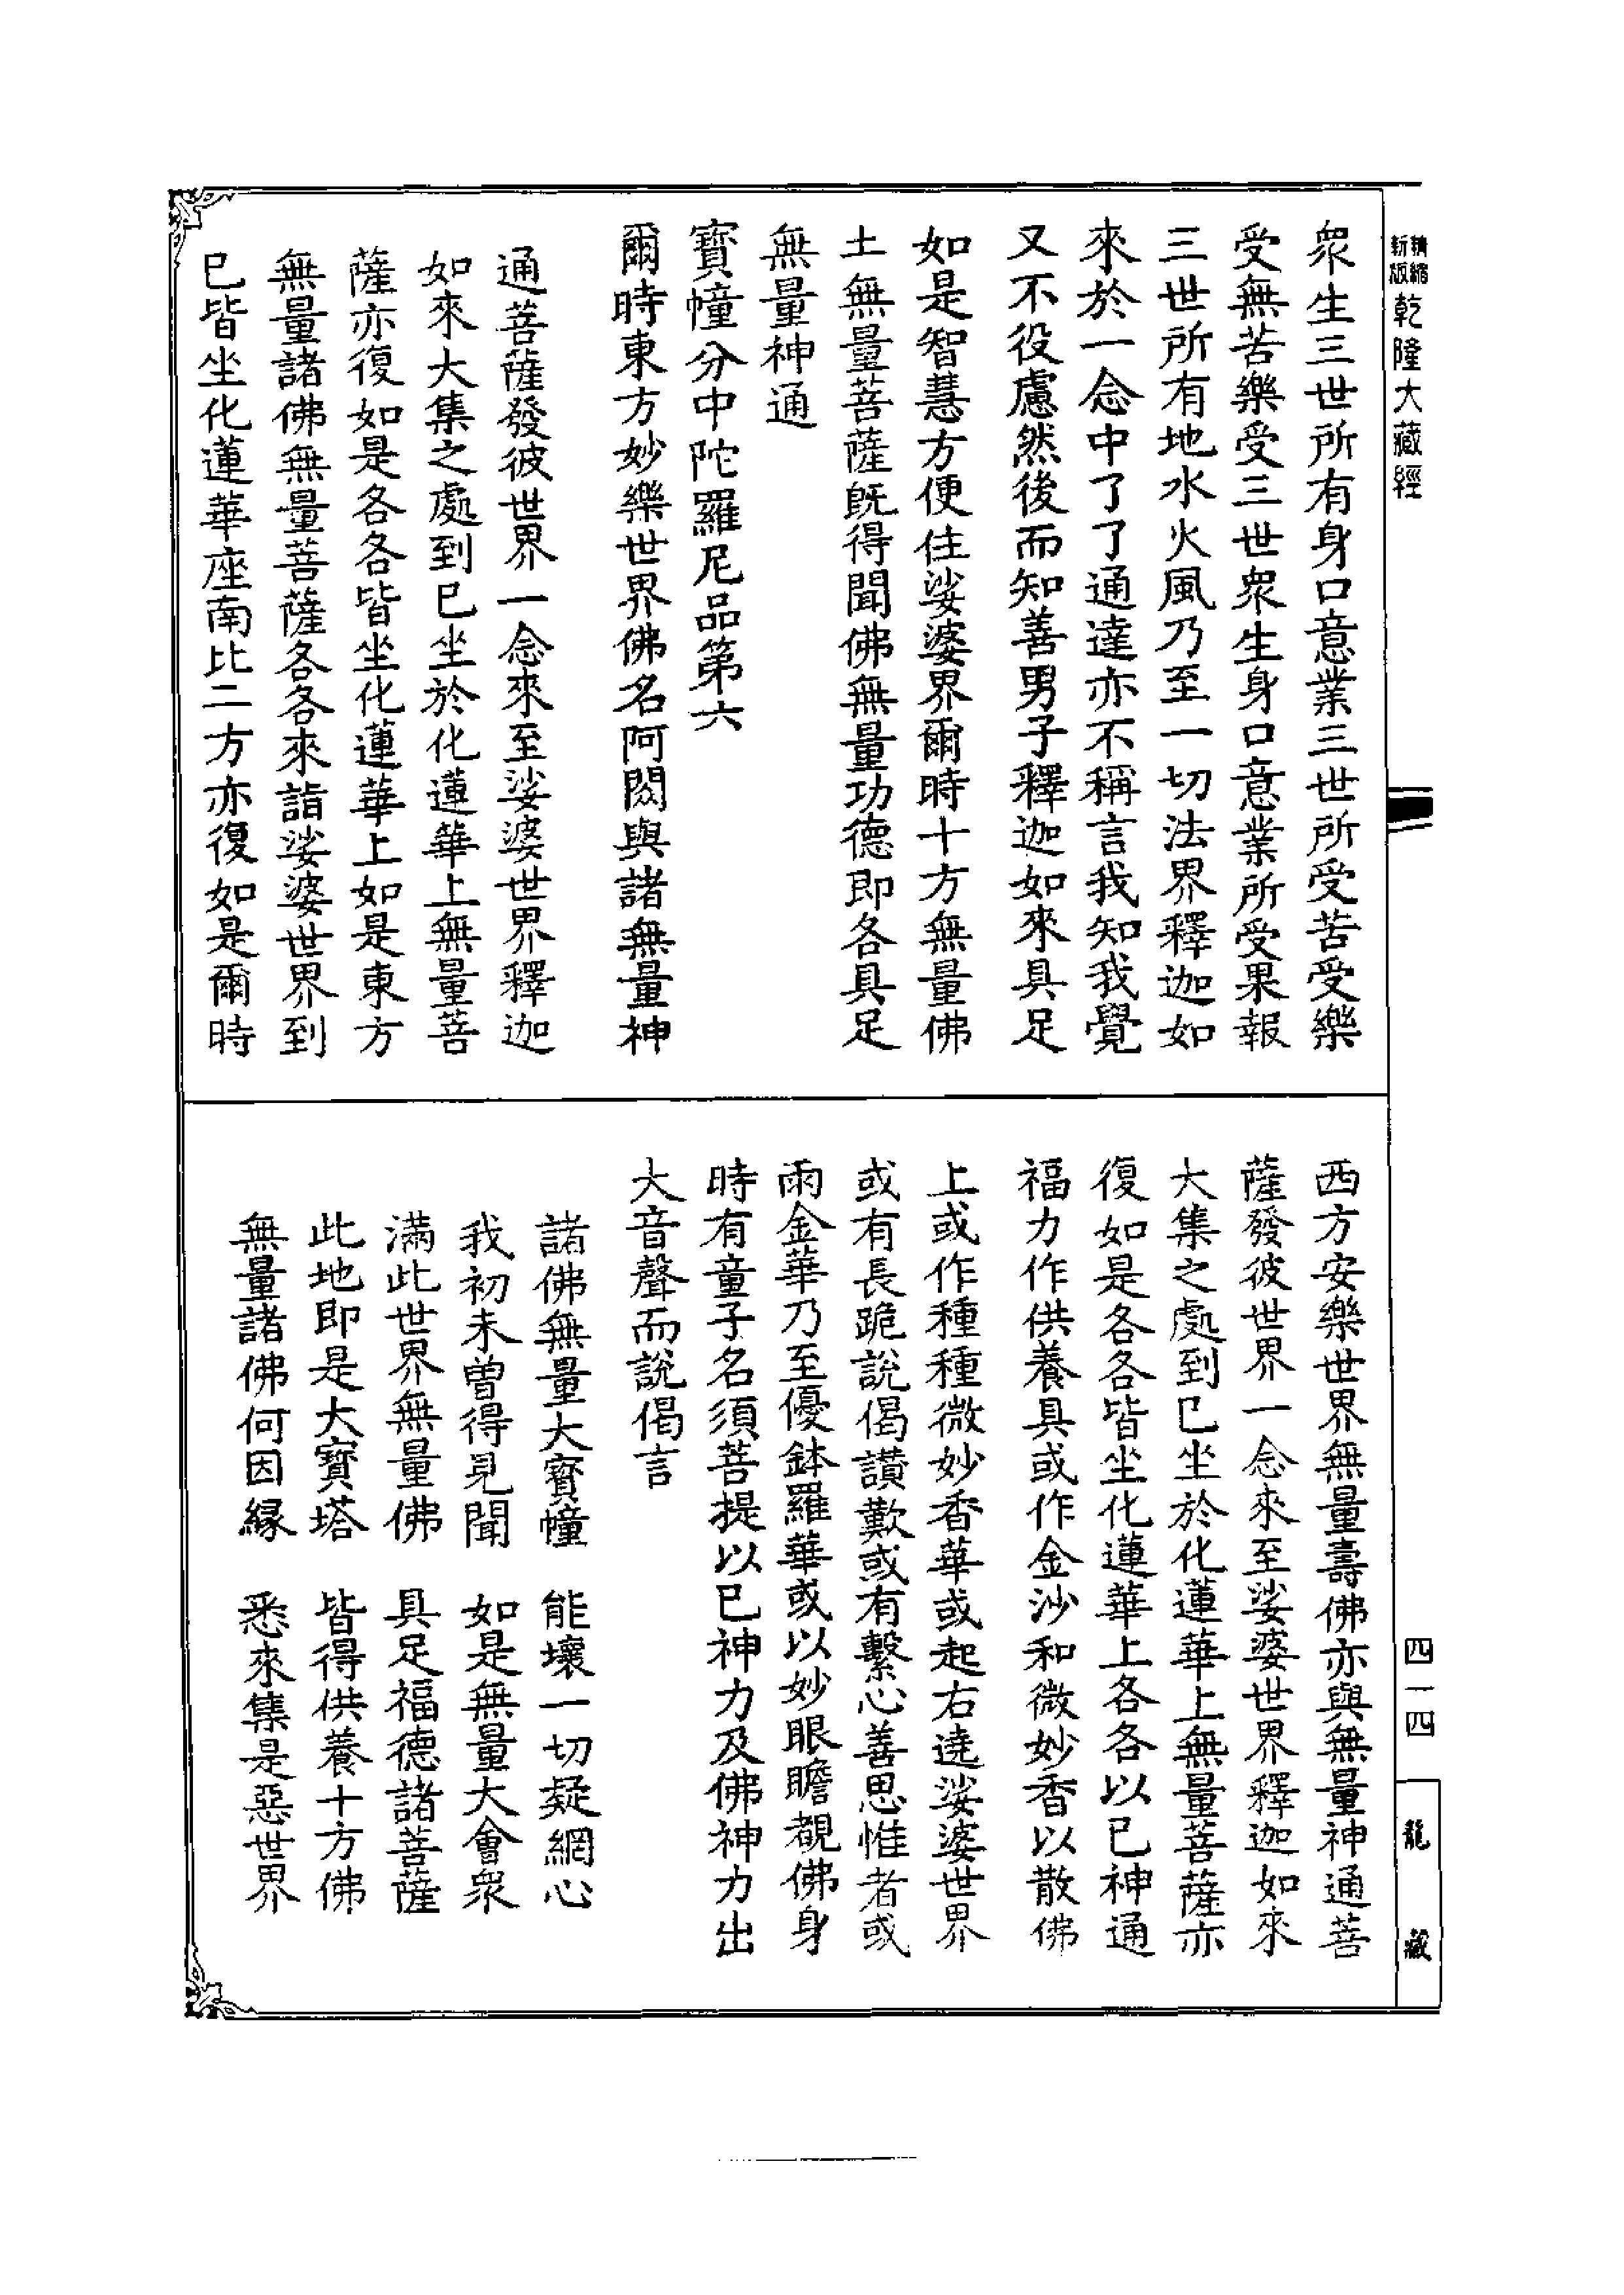 精縮
新版
乾隆大藏經
衆生三世所有身口意業三世所受苦受樂
受無苦樂受三世衆生身口意業所受果報
三世所有地水火風乃至一切法界釋迦如
來於一念中了了通達亦不稱言我知我覺
又不役慮然後而知善男子釋迦如來具足
如是智慧方便住娑婆界爾時十方無量佛
土無量菩薩既得聞佛無量功德即各具足
無量神通
寶幢分中陀羅尼品第六
爾時東方妙樂世界佛名阿閦與諸無量神
通菩薩發彼世界一念來至娑婆世界釋迦
如來大集之處到已坐於化蓮華上無量菩
薩亦復如是各各皆坐化蓮華上如是東方
無量諸佛無量菩薩各各來詣娑婆世界到
已皆坐化蓮華座南比二方亦復如是爾時
西方安樂世界無量壽佛亦與無量神通菩
薩發彼世界一念來至娑婆世界釋迦如來
大集之處到已坐於化蓮華上無量菩薩亦
復如是各各皆坐化蓮華上各各以已神通
福力作供養具或作金沙和微妙香以散佛
上或作種種微妙香華或起右遶娑婆世界
或有長跪說偈讃歎或有繫心善思惟者或
雨金華乃至優鉢羅華或以妙眼瞻覩佛身
時有童子名須菩提以已神力及佛神力出
大音聲而說偈言
諸佛無量大寳幢　能壞一切疑網心
我初未曽得見聞　如是無量大會衆
滿此世界無量佛　具足福德諸菩薩
此地即是大寳塔　皆得供養十方佛
無量諸佛何因縁　悉來集是惡世界
四一四
龍藏